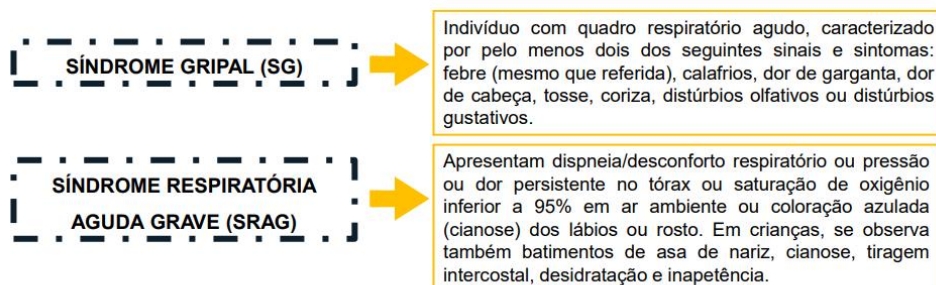 SÍNDROME GRIPAL (SG)
Indivíduo com quadro respiratório agudo, caracterizado
por pelo menos dois dos seguintes sinais e sintomas:
febre (mesmo que referida), calafrios, dor de garganta, dor
de cabeça, tosse, coriza, distúrbios olfativos ou distúrbios
gustativos.
SÍNDROME RESPIRATÓRIA
AGUDA GRAVE (SRAG)
Apresentam dispneia/desconforto respiratório ou pressão
ou dor persistente no tórax ou saturação de oxigênio
inferior a 95% em ar ambiente ou coloração azulada
(cianose) dos lábios ou rosto. Em crianças, se observa
também batimentos de asa de nariz, cianose, tiragem
intercostal, desidratação e inapetência.